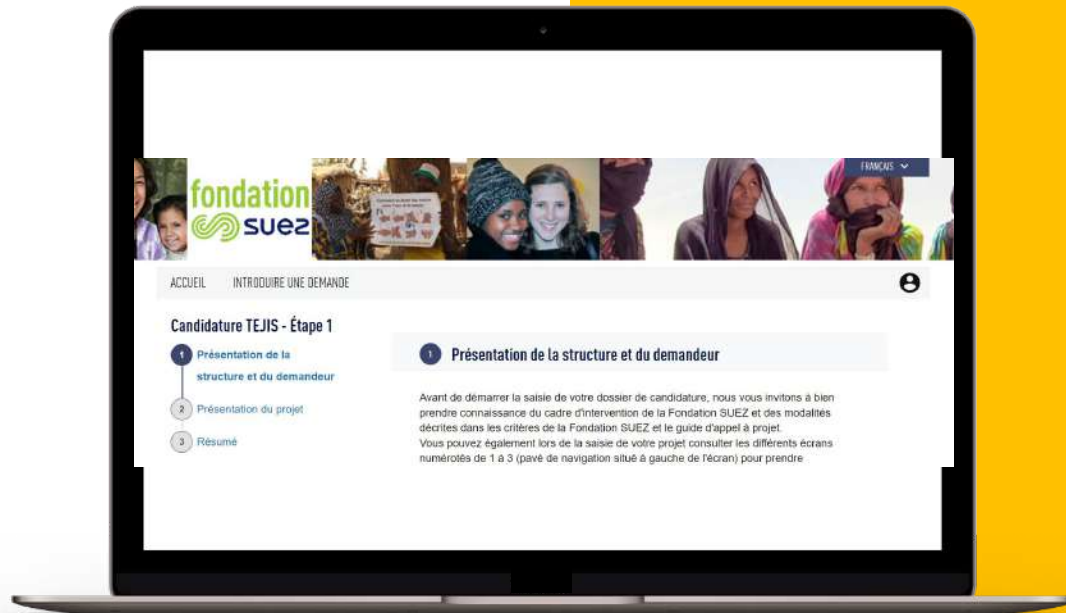 FRANÇAIS
fondation
suez
ACCUEIL INTRODUIRE UNE DEMANDE
Candidature TEJIS - Étape 1
1 Présentation de la
structure et du demandeur
2 Présentation du projet
3 Résumé
1 Présentation de la structure et du demandeur
Avant de démarrer la saisie de votre dossier de candidature, nous vous invitons à bien
prendre connaissance du cadre d'intervention de la Fondation SUEZ et des modalités
décrites dans les critères de la Fondation SUEZ et le guide d'appel à projet.
Vous pouvez également lors de la saisie de votre projet consulter les différents écrans
numérotés de 1 à 3 (pavé de navigation situé à gauche de l'écran) pour prendre